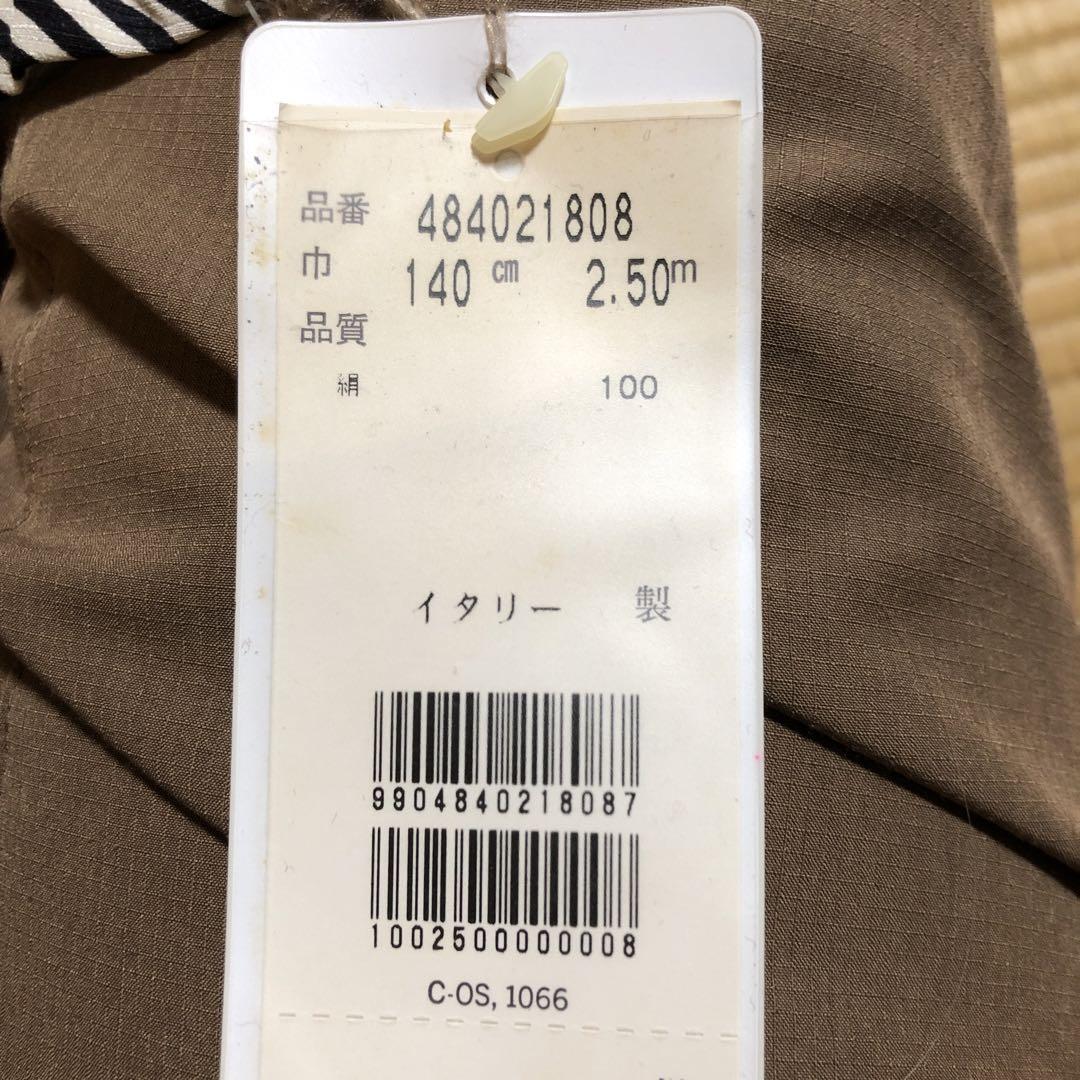 品番 484021808
巾 140 cm 2.50m
品質
絹 100
イタリー 製
9904840218087
1002500000008
C-OS, 1066